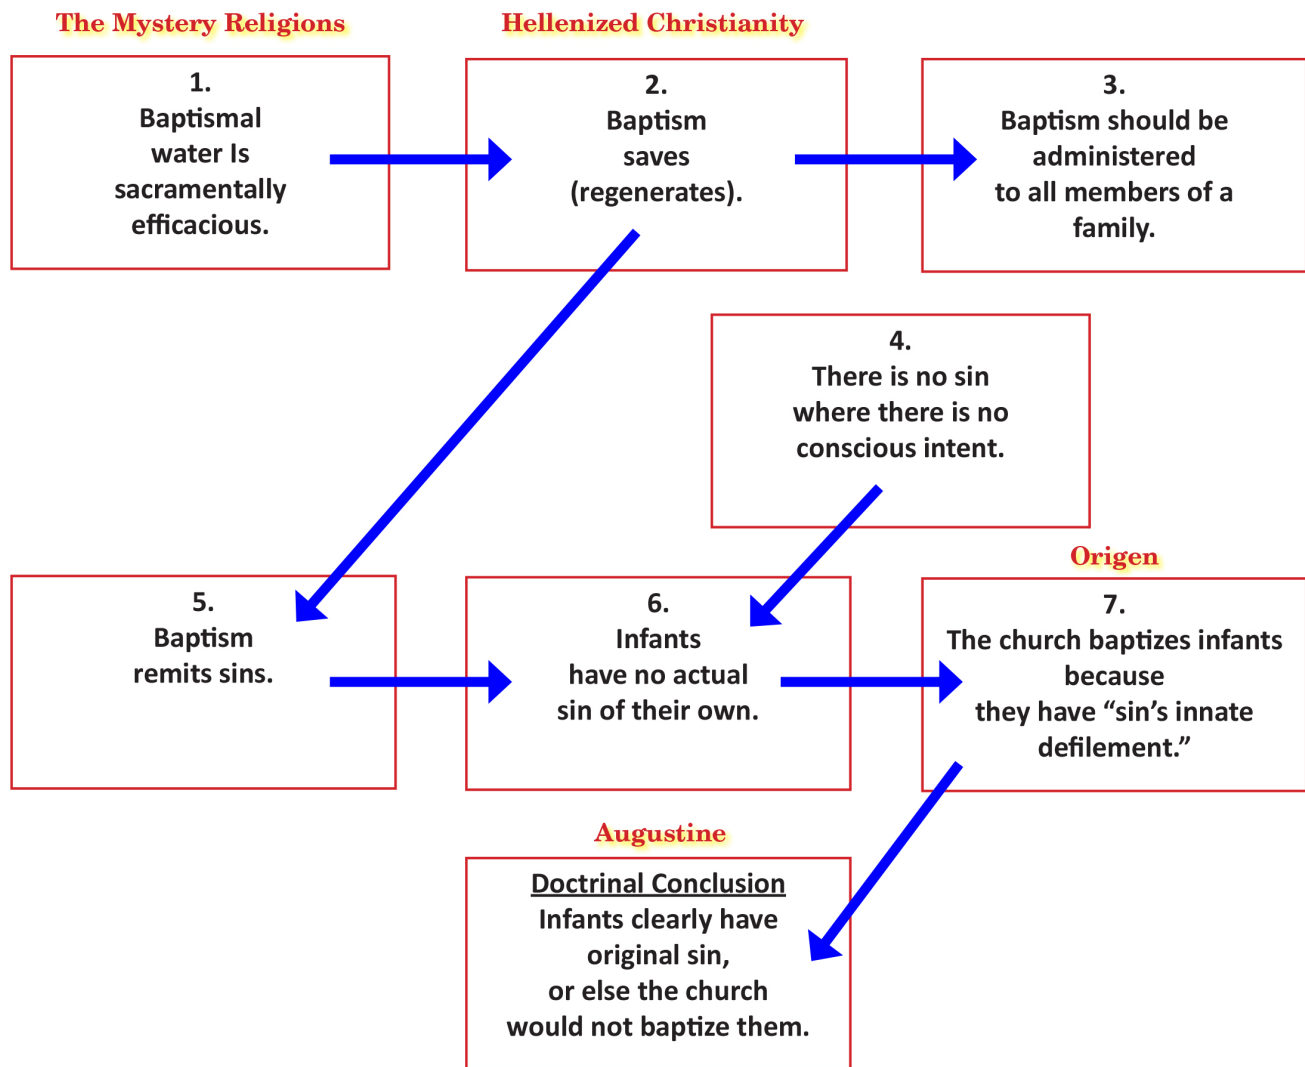 The Mystery Religions
1.
Baptismal
water Is
sacramentally
efficacious.
Hellenized Christianity
2.
Baptism
saves
(regenerates).
3.
Baptism should be
administered
to all members of a
family.
4.
There is no sin
where there is no
conscious intent.
5.
Baptism
remits sins.
6.
Infants
have no actual
sin of their own.
Origen
7.
The church baptizes infants
because
they have “sin’s innate
defilement.”
Augustine
Doctrinal Conclusion
Infants clearly have
original sin,
or else the church
would not baptize them.